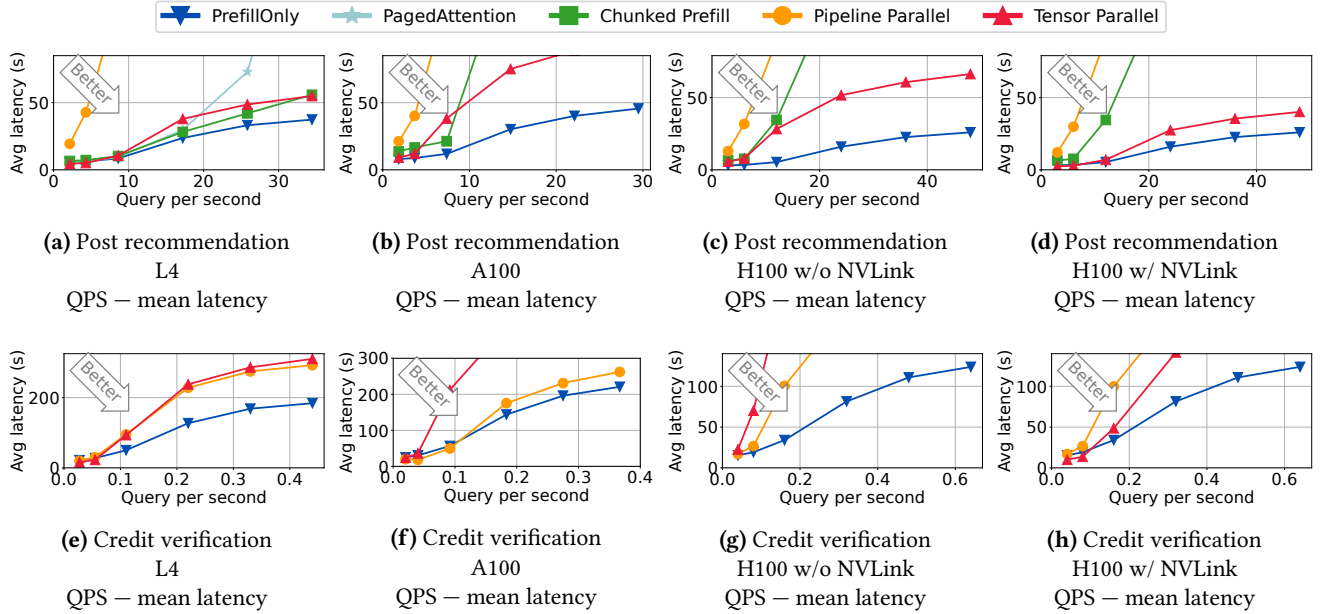 PrefillOnly PagedAttention Chunked Prefill Pipeline Parallel Tensor Parallel
Avg latency (s)
50
0
Better
0 10 20 30
Query per second
(a) Post recommendation
L4
QPS — mean latency
Avg latency (s)
50
0
Better
0 10 20 30
Query per second
(b) Post recommendation
A100
QPS — mean latency
Avg latency (s)
50
0
Better
0 20 40
Query per second
(c) Post recommendation
H100 w/o NVLink
QPS — mean latency
Avg latency (s)
50
0
Better
0 20 40
Query per second
(d) Post recommendation
H100 w/ NVLink
QPS — mean latency
Avg latency (s)
200
0
Better
0.0 0.1 0.2 0.3 0.4
Query per second
(e) Credit verification
L4
QPS — mean latency
Avg latency (s)
300
200
100
0
Better
0.0 0.1 0.2 0.3 0.4
Query per second
(f) Credit verification
A100
QPS — mean latency
Avg latency (s)
100
50
0
Better
0.0 0.2 0.4 0.6
Query per second
(g) Credit verification
H100 w/o NVLink
QPS — mean latency
Avg latency (s)
100
50
0
Better
0.0 0.2 0.4 0.6
Query per second
(h) Credit verification
H100 w/ NVLink
QPS — mean latency